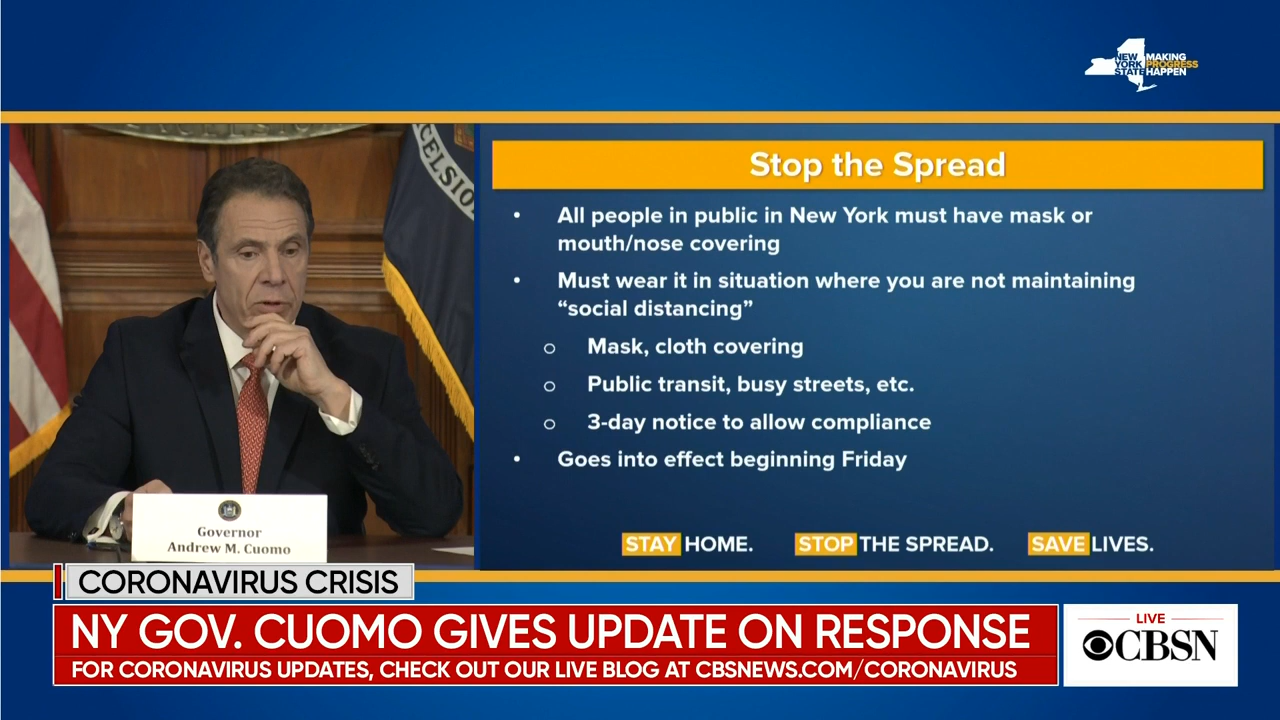 NEW
YORK
STATE
MAKING
PROGRESS
HAPPEN
EXCELSIOR
Stop the Spread
• All people in public in New York must have mask or
mouth/nose covering
• Must wear it in situation where you are not maintaining
“social distancing”
o Mask, cloth covering
o Public transit, busy streets, etc.
o 3-day notice to allow compliance
• Goes into effect beginning Friday
STAY HOME. STOP THE SPREAD. SAVE LIVES.
Governor
Andrew M. Cuomo
CORONAVIRUS CRISIS
NY GOV. CUOMO GIVES UPDATE ON RESPONSE
FOR CORONAVIRUS UPDATES, CHECK OUT OUR LIVE BLOG AT CBSNEWS.COM/CORONAVIRUS
LIVE
CBSN